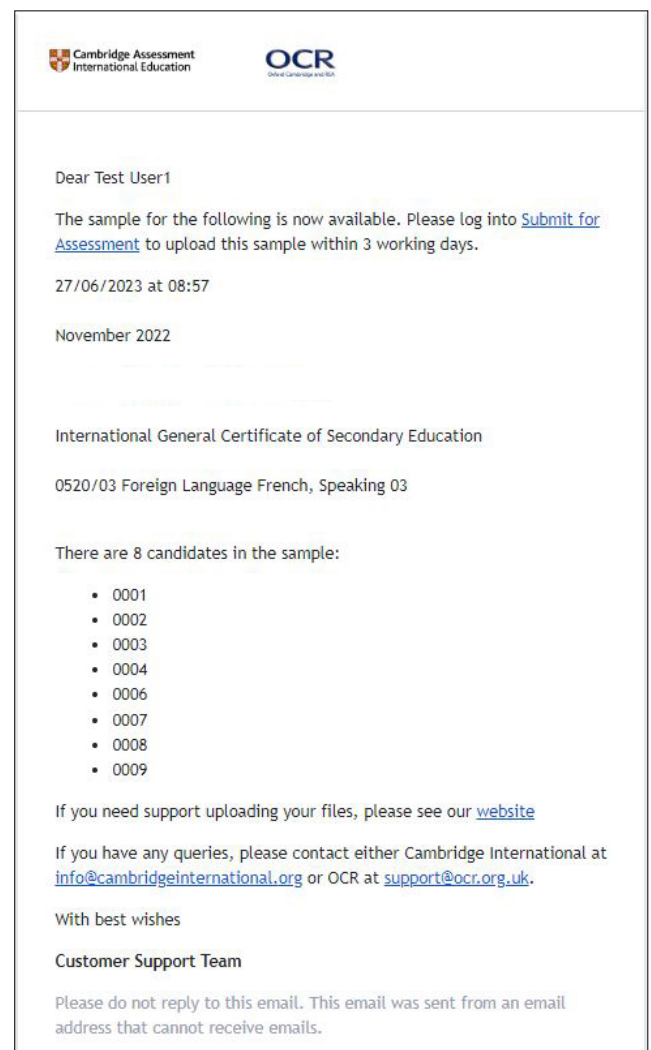 Cambridge Assessment
International Education
OCR
Oxford Cambridge and RSA
Dear Test User1
The sample for the following is now available. Please log into Submit for
Assessment to upload this sample within 3 working days.
27/06/2023 at 08:57
November 2022
International General Certificate of Secondary Education
0520/03 Foreign Language French, Speaking 03
There are 8 candidates in the sample:
• 0001
• 0002
• 0003
• 0004
• 0006
• 0007
• 0008
• 0009
If you need support uploading your files, please see our website
If you have any queries, please contact either Cambridge International at
info@cambridgeinternational.org or OCR at support@ocr.org.uk.
With best wishes
Customer Support Team
Please do not reply to this email. This email was sent from an email
address that cannot receive emails.